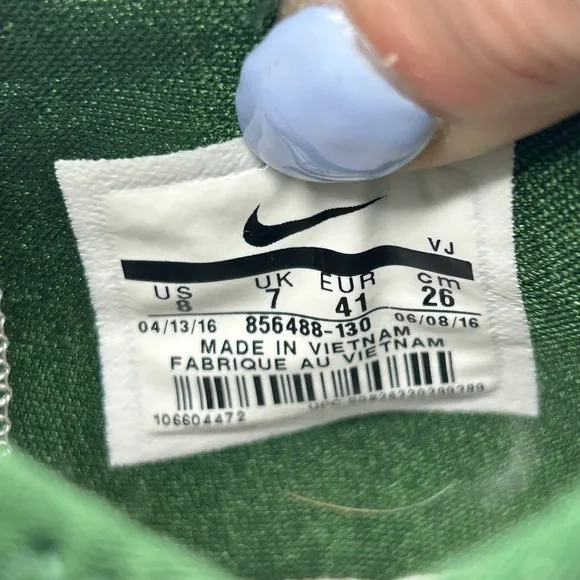 VJ
US UK EUR cm
8 7 41 26
04/13/16 856488-130 06/08/16
MADE IN VIETNAM
FABRIQUE AU VIETNAM
106604472